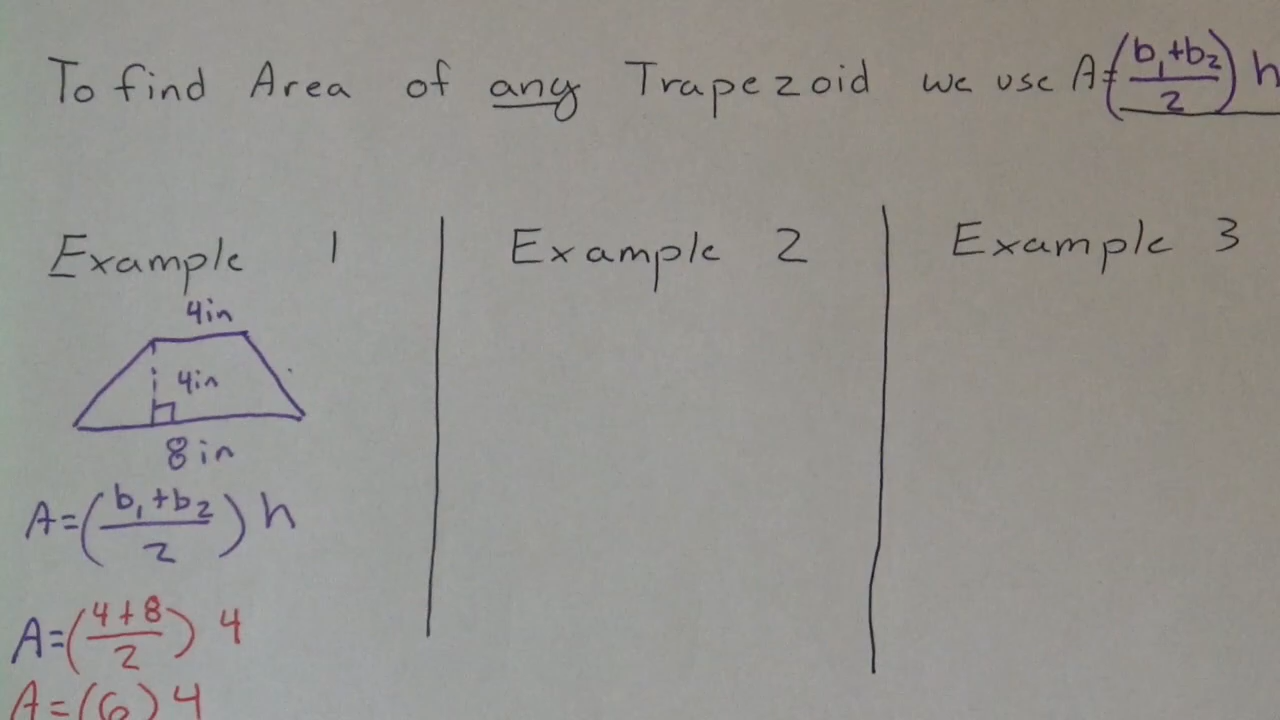 To find Area of any Trapezoid we use A=(b₁+b₂/2) h
Example 1
4in
4in
8in
A=(b₁+b₂/2) h
A=(4+8/2) 4
A=(6)4
Example 2
Example 3